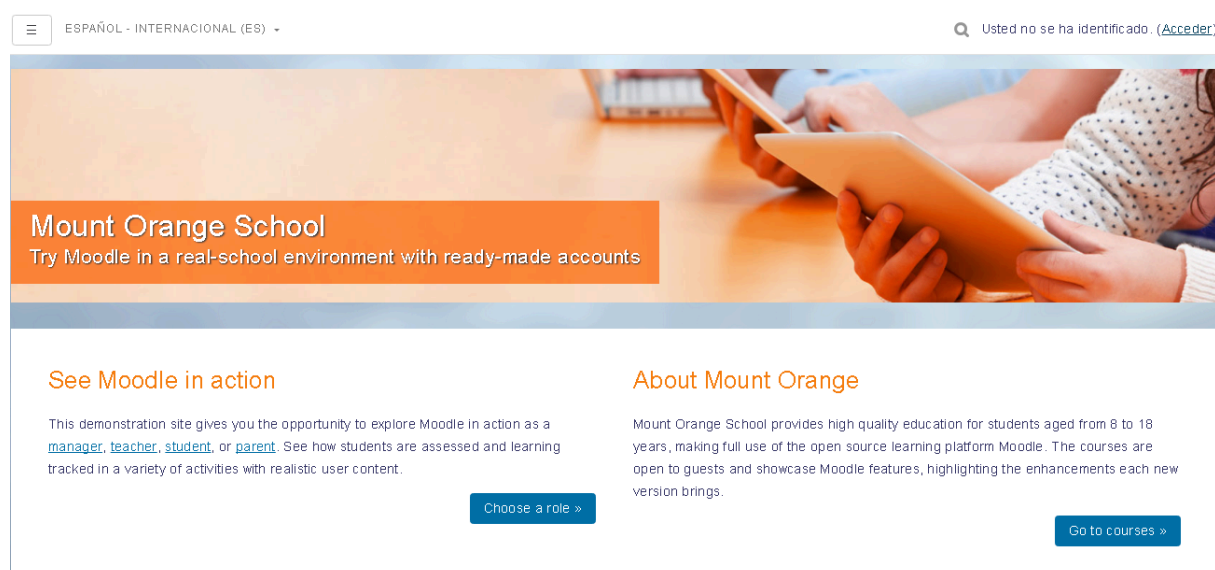 ☰ ESPAÑOL - INTERNACIONAL (ES)
Usted no se ha identificado. (Acceder)
Mount Orange School
Try Moodle in a real-school environment with ready-made accounts
See Moodle in action
This demonstration site gives you the opportunity to explore Moodle in action as a
manager, teacher, student, or parent. See how students are assessed and learning
tracked in a variety of activities with realistic user content.
Choose a role »
About Mount Orange
Mount Orange School provides high quality education for students aged from 8 to 18
years, making full use of the open source learning platform Moodle. The courses are
open to guests and showcase Moodle features, highlighting the enhancements each new
version brings.
Go to courses »